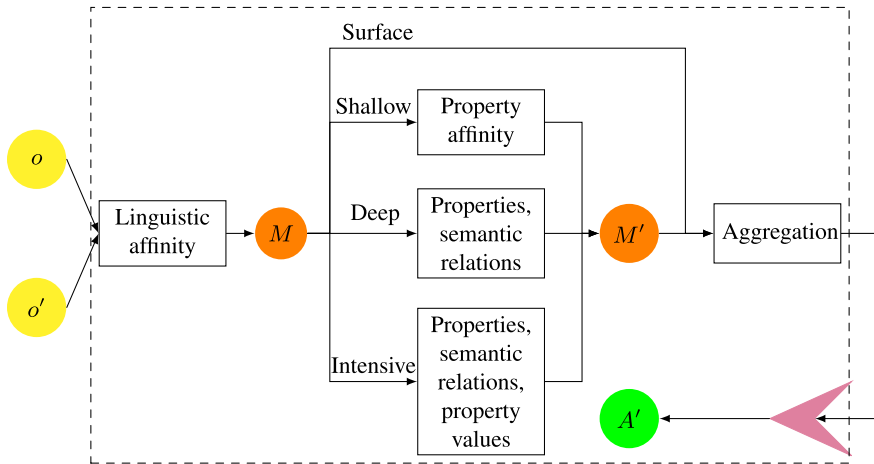 Surface
Shallow
Property
affinity
o
Linguistic
affinity
M
Deep
Properties,
semantic
relations
M′
Aggregation
o′
Intensive
Properties,
semantic
relations,
property
values
A′